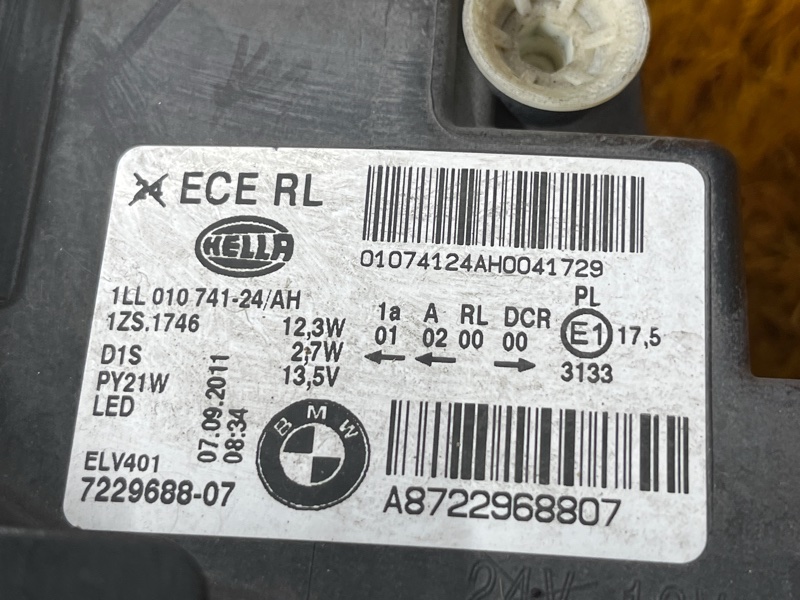 24 ECE RL
HELLA
01074124AH0041729
1LL 010 741-24/AH
1ZS.1746
12,3W
D1S
2,7W
PY21W
13,5V
LED
07.09.2011
08:34
1a A RL DCR PL
01 02 00 00 E1 17,5
3133
BMW
ELV401
7229688-07
A8722968807